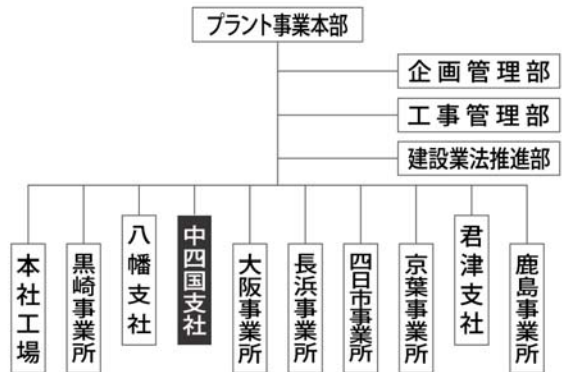 プラント事業本部
企画管理部
工事管理部
建設業法推進部
本社工場
黒崎事業所
八幡支社
中四国支社
大阪事業所
長浜事業所
四日市事業所
京葉事業所
君津支社
鹿島事業所